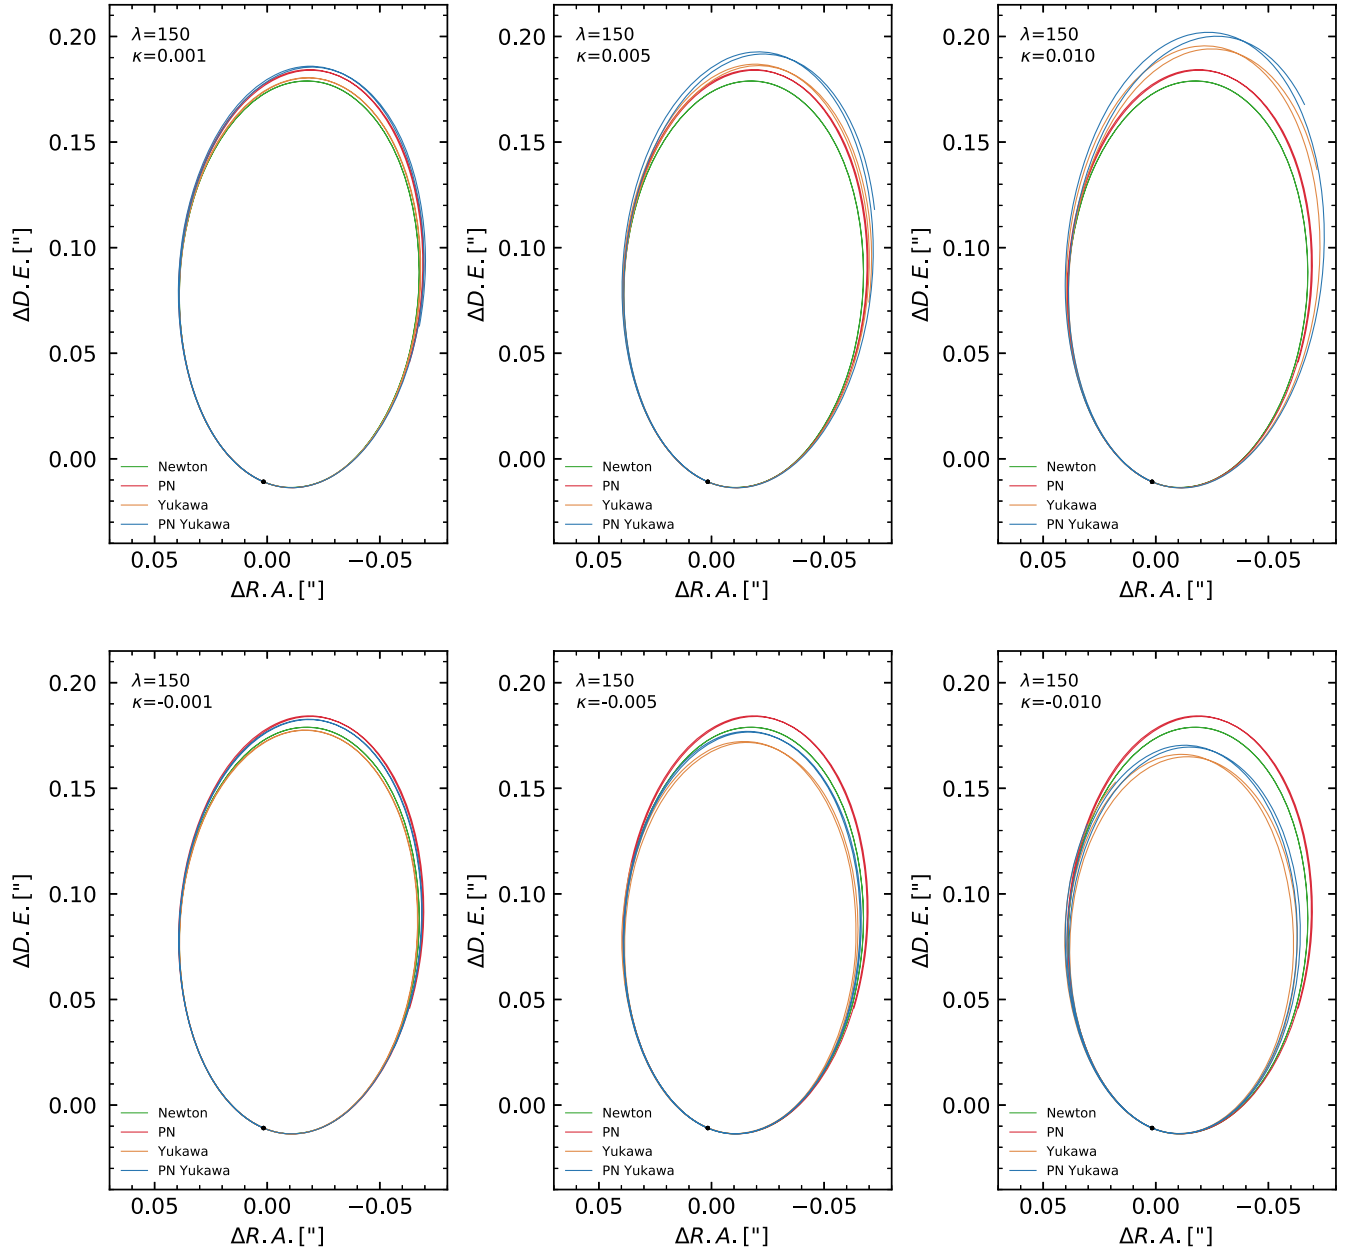 λ=150
κ=0.001
0.20
0.15
0.10
0.05
0.00
ΔD.E.["]
Newton
PN
Yukawa
PN Yukawa
0.05 0.00 −0.05
ΔR.A.["]
λ=150
κ=0.005
0.20
0.15
0.10
0.05
0.00
ΔD.E.["]
Newton
PN
Yukawa
PN Yukawa
0.05 0.00 −0.05
ΔR.A.["]
λ=150
κ=0.010
0.20
0.15
0.10
0.05
0.00
ΔD.E.["]
Newton
PN
Yukawa
PN Yukawa
0.05 0.00 −0.05
ΔR.A.["]
λ=150
κ=-0.001
0.20
0.15
0.10
0.05
0.00
ΔD.E.["]
Newton
PN
Yukawa
PN Yukawa
0.05 0.00 −0.05
ΔR.A.["]
λ=150
κ=-0.005
0.20
0.15
0.10
0.05
0.00
ΔD.E.["]
Newton
PN
Yukawa
PN Yukawa
0.05 0.00 −0.05
ΔR.A.["]
λ=150
κ=-0.010
0.20
0.15
0.10
0.05
0.00
ΔD.E.["]
Newton
PN
Yukawa
PN Yukawa
0.05 0.00 −0.05
ΔR.A.["]